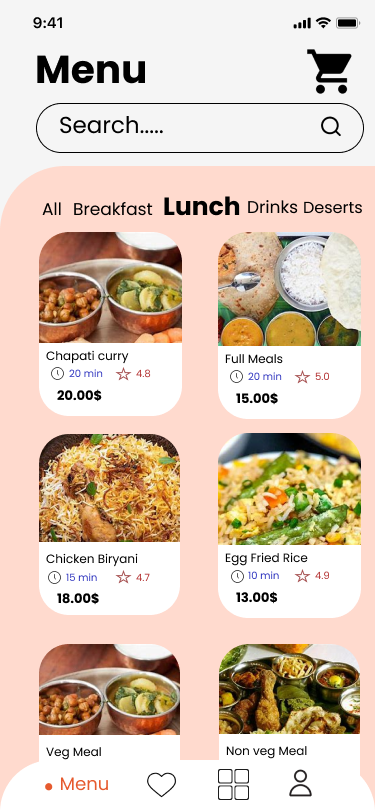 9:41
Menu
Search.....
All Breakfast Lunch Drinks Deserts
Chapati curry
20 min 4.8
20.00$
Full Meals
20 min 5.0
15.00$
Chicken Biryani
15 min 4.7
18.00$
Egg Fried Rice
10 min 4.9
13.00$
Veg Meal
Non veg Meal
Menu